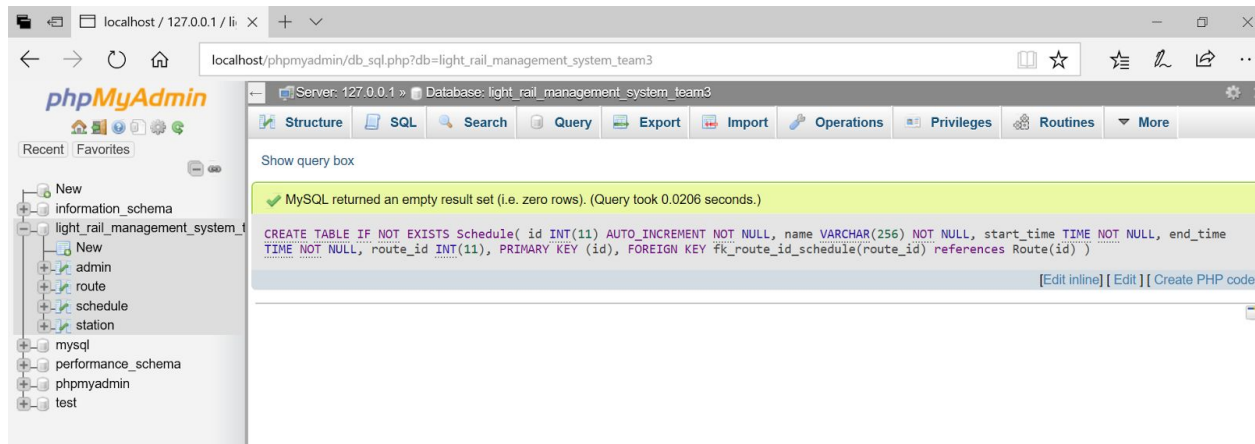 localhost / 127.0.0.1 / li
localhost/phpmyadmin/db_sql.php?db=light_rail_management_system_team3
phpMyAdmin
Recent Favorites
New
information_schema
light_rail_management_system_t
New
admin
route
schedule
station
mysql
performance_schema
phpmyadmin
test
Server: 127.0.0.1 » Database: light_rail_management_system_team3
Structure SQL Search Query Export Import Operations Privileges Routines More
Show query box
MySQL returned an empty result set (i.e. zero rows). (Query took 0.0206 seconds.)
CREATE TABLE IF NOT EXISTS Schedule( id INT(11) AUTO_INCREMENT NOT NULL, name VARCHAR(256) NOT NULL, start_time TIME NOT NULL, end_time
TIME NOT NULL, route_id INT(11), PRIMARY KEY (id), FOREIGN KEY fk_route_id_schedule(route_id) references Route(id) )
[Edit inline] [ Edit ] [ Create PHP code